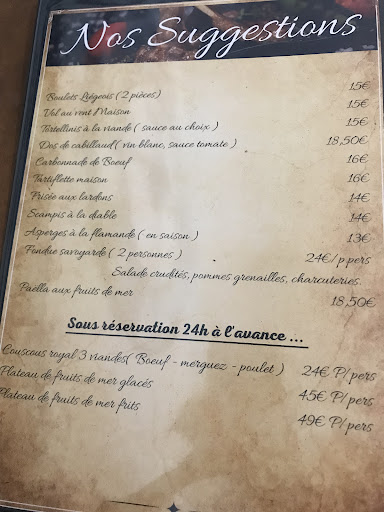 Nos Suggestions
Boulets Liégeois ( 2 pièces) 15€
Vol au vent Maison 15€
Tortellinis à la viande ( sauce au choix ) 15€
Dos de cabillaud ( vin blanc, sauce tomate ) 18,50€
Carbonnade de Boeuf 16€
Tartiflette maison 16€
Frisée aux lardons 14€
Scampis à la diable 14€
Asperges à la flamande ( en saison ) 13€
Fondue savoyarde ( 2 personnes ) 24€/p pers
Salade crudités, pommes grenailles, charcuteries.
Paëlla aux fruits de mer 18,50€
Sous réservation 24h à l'avance ...
Couscous royal 3 viandes( Boeuf - merguez - poulet ) 24€ P/pers
Plateau de fruits de mer glacés 45€ P/pers
Plateau de fruits de mer frits 49€ P/pers